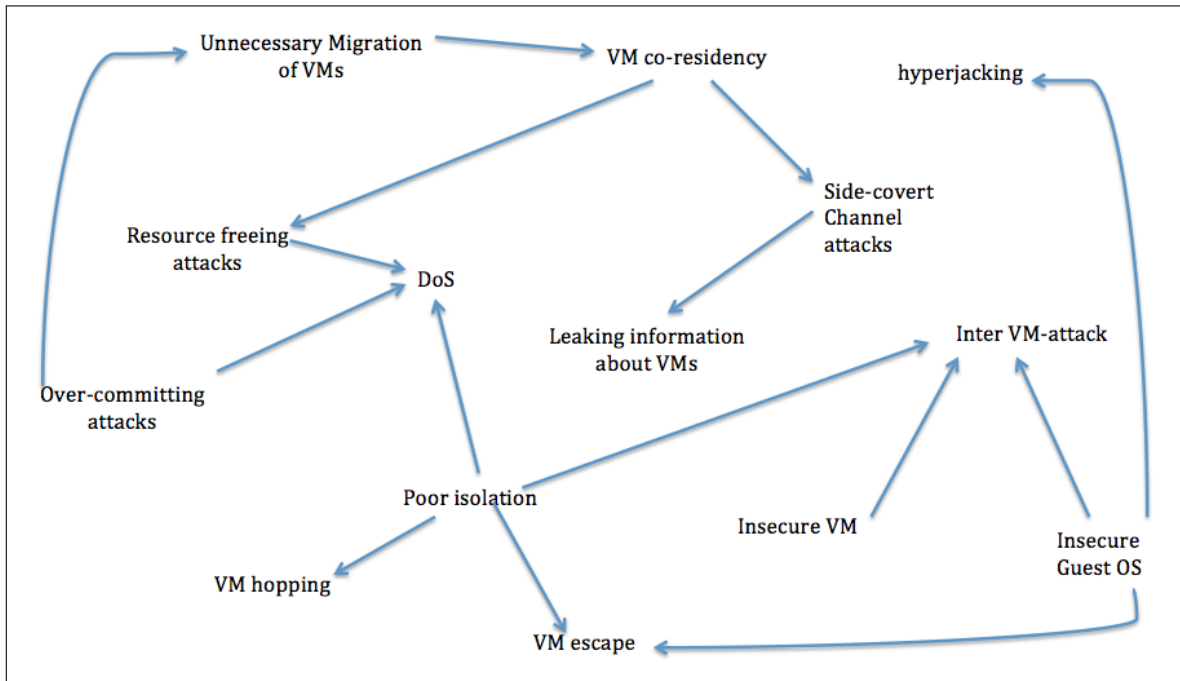 Unnecessary Migration
of VMs
VM co-residency
hyperjacking
Side-covert
Channel
attacks
Resource freeing
attacks
DoS
Leaking information
about VMs
Inter VM-attack
Over-committing
attacks
Poor isolation
Insecure VM
Insecure
Guest OS
VM hopping
VM escape